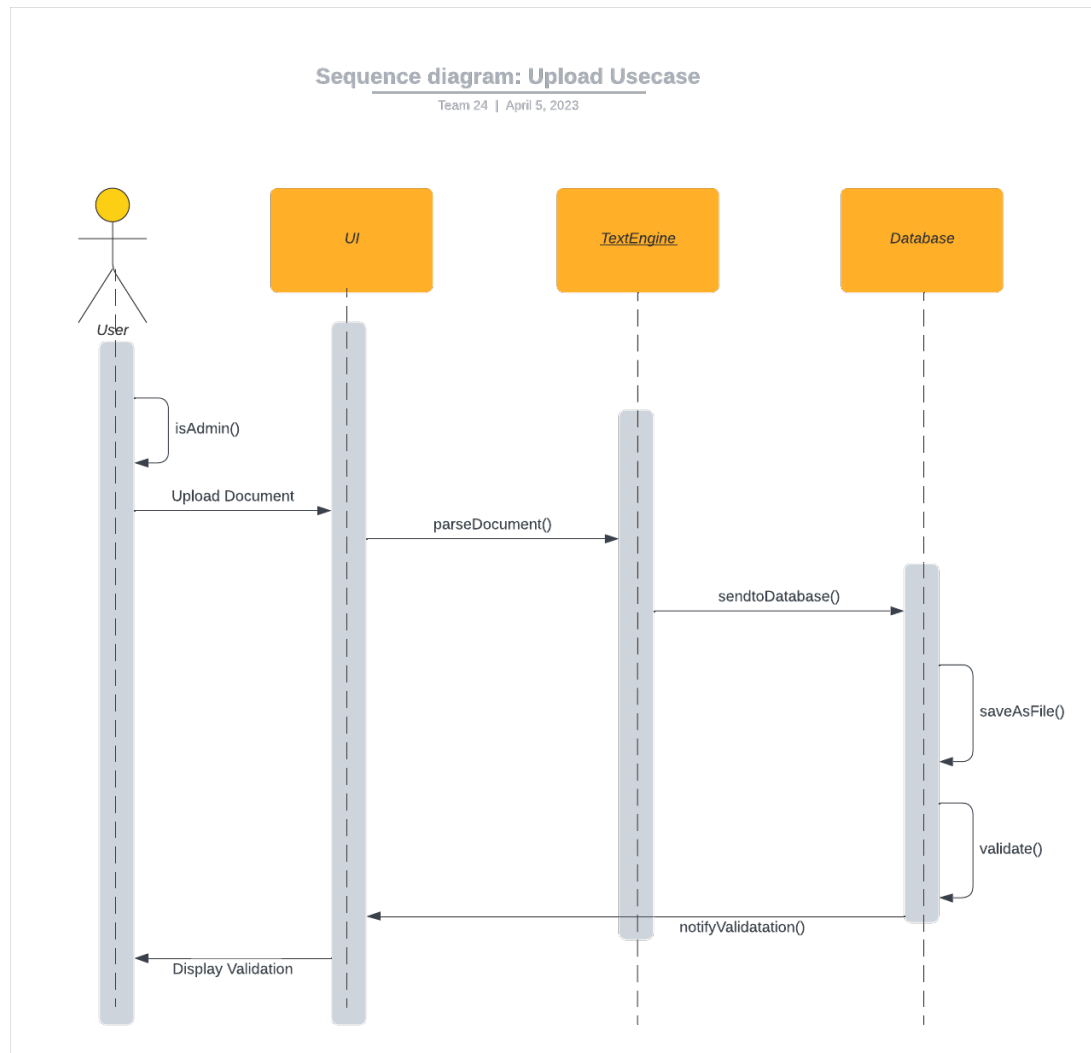 Sequence diagram: Upload Usecase
Team 24 | April 5, 2023
UI
TextEngine
Database
User
isAdmin()
Upload Document
parseDocument()
sendtoDatabase()
saveAsFile()
validate()
notifyValidatation()
Display Validation